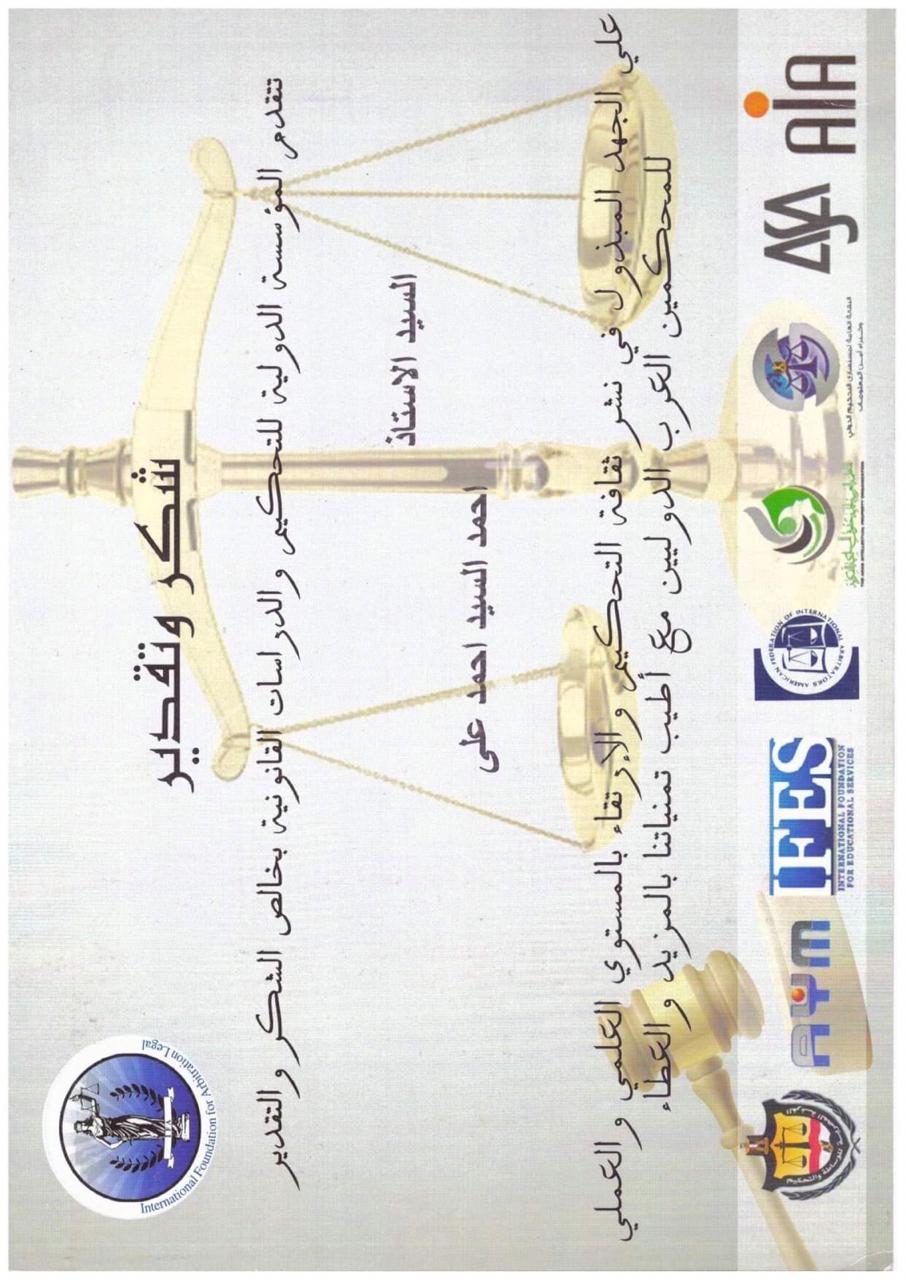 International Foundation for Arbitration Legal
شكر وتقدير
تتقدم المؤسسة الدولية للتحكيم والدراسات القانونية بخالص الشكر والتقدير
السيد الاستاذ
احمد السيد احمد على
علي الجهد المبذول في نشر ثقافة التحكيم والإرتقاء بالمستوي العلمي والعملي
للمحكمين العرب الدوليين مع أطيب تمنياتنا بالمزيد والعطاء
AYM
IFES
INTERNATIONAL FOUNDATION
FOR EDUCATIONAL SERVICES
AMERICAN FEDERATION OF INTERNATIONAL ARBITRATORS
THE ARAB INTELLECTUAL PROPERTY ORGANIZATION
النقابة العامة لمستشارى التحكيم الدولي
وخبراء أمن المعلومات
ASA
AIA